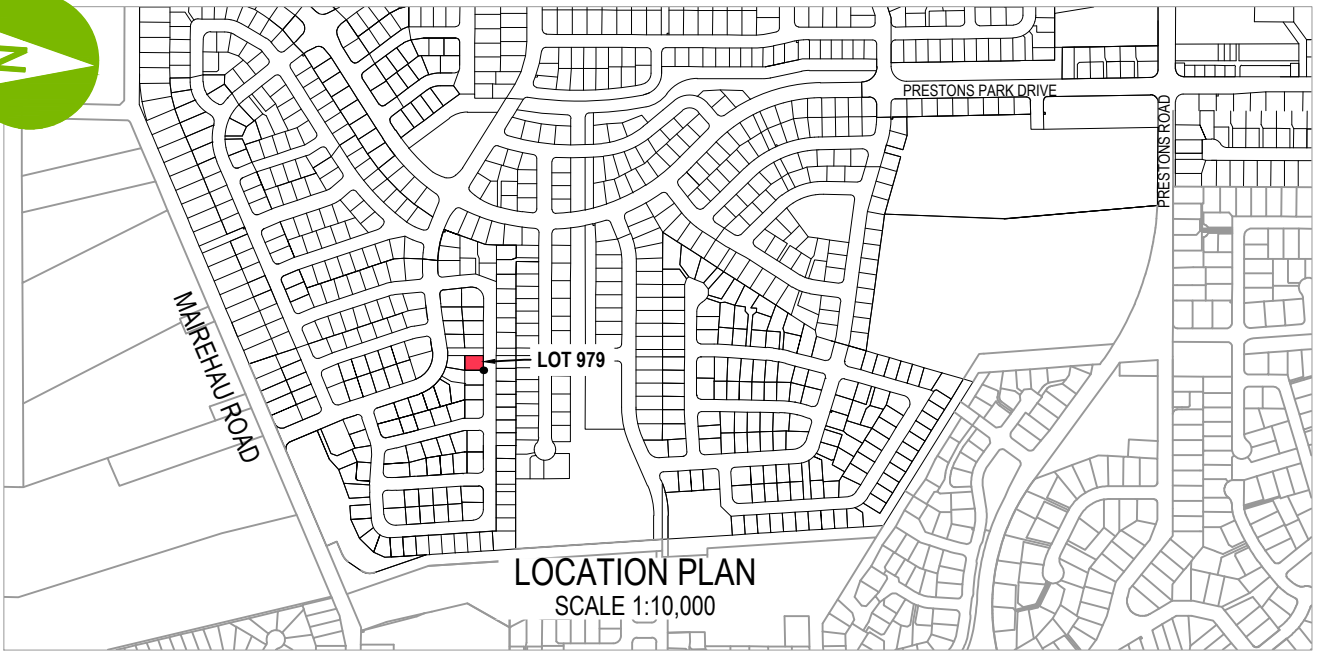 N
PRESTONS PARK DRIVE
PRESTONS ROAD
MAIREHAU ROAD
LOT 979
LOCATION PLAN
SCALE 1:10,000